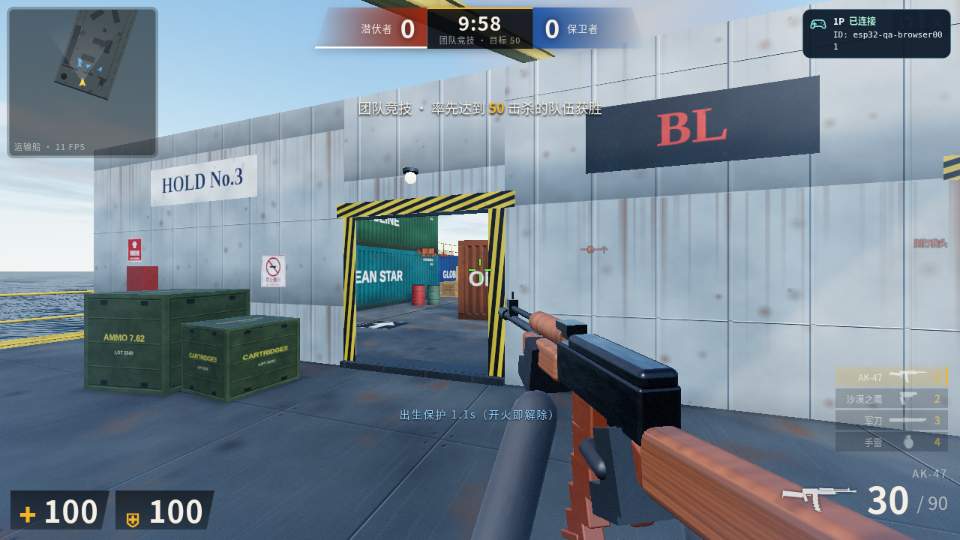 潜伏者 0
9:58
团队竞技 · 目标 50
0 保卫者
1P 已连接
ID: esp32-qa-browser00
1
运输船 · 11 FPS
团队竞技 · 率先达到 50 击杀的队伍获胜
BL
HOLD No.3
LINE
EAN STAR
GLOB
AMMO 7.62
CARTRIDGES
CARTRIDGES
出生保护 1.1s（开火即解除）
AK-47
沙漠之鹰 2
军刀 3
手雷 4
AK-47
30 / 90
100
100